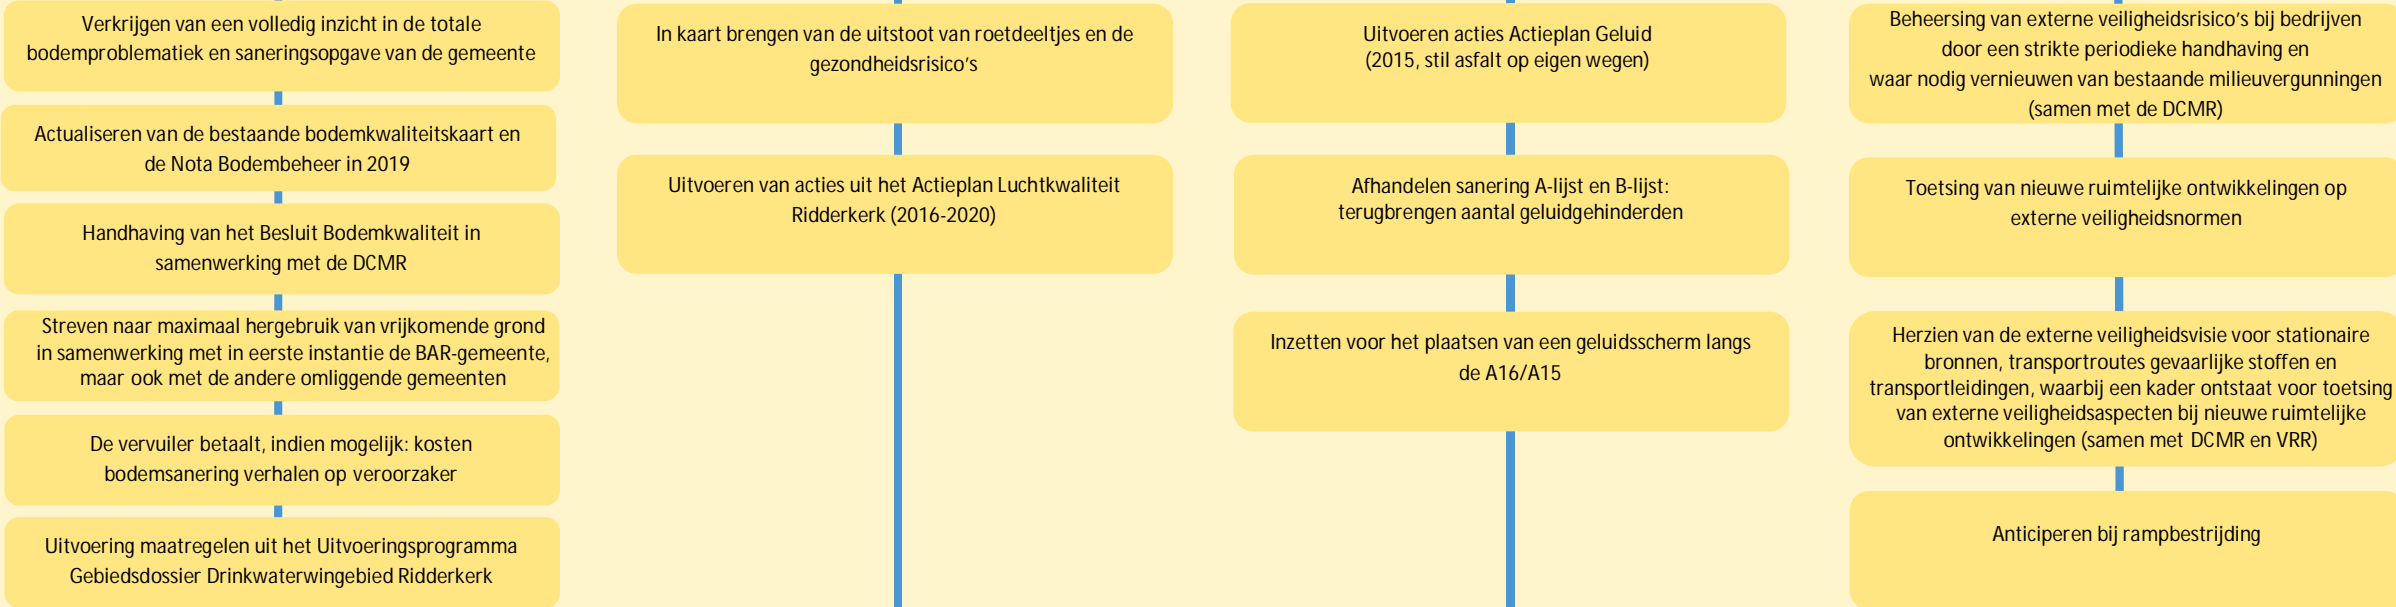 Verkrijgen van een volledig inzicht in de totale
bodemproblematiek en saneringsopgave van de gemeente
Actualiseren van de bestaande bodemkwaliteitskaart en
de Nota Bodembeheer in 2019
Handhaving van het Besluit Bodemkwaliteit in
samenwerking met de DCMR
Streven naar maximaal hergebruik van vrijkomende grond
in samenwerking met in eerste instantie de BAR-gemeente,
maar ook met de andere omliggende gemeenten
De vervuiler betaalt, indien mogelijk: kosten
bodemsanering verhalen op veroorzaker
Uitvoering maatregelen uit het Uitvoeringsprogramma
Gebiedsdossier Drinkwaterwingebied Ridderkerk
In kaart brengen van de uitstoot van roetdeeltjes en de
gezondheidsrisico's
Uitvoeren van acties uit het Actieplan Luchtkwaliteit
Ridderkerk (2016-2020)
Uitvoeren acties Actieplan Geluid
(2015, stil asfalt op eigen wegen)
Afhandelen sanering A-lijst en B-lijst:
terugbrengen aantal geluidgehinderden
Inzetten voor het plaatsen van een geluidsscherm langs
de A16/A15
Beheersing van externe veiligheidsrisico's bij bedrijven
door een strikte periodieke handhaving en
waar nodig vernieuwen van bestaande milieuvergunningen
(samen met de DCMR)
Toetsing van nieuwe ruimtelijke ontwikkelingen op
externe veiligheidsnormen
Herzien van de externe veiligheidsvisie voor stationaire
bronnen, transportroutes gevaarlijke stoffen en
transportleidingen, waarbij een kader ontstaat voor toetsing
van externe veiligheidsaspecten bij nieuwe ruimtelijke
ontwikkelingen (samen met DCMR en VRR)
Anticiperen bij rampbestrijding